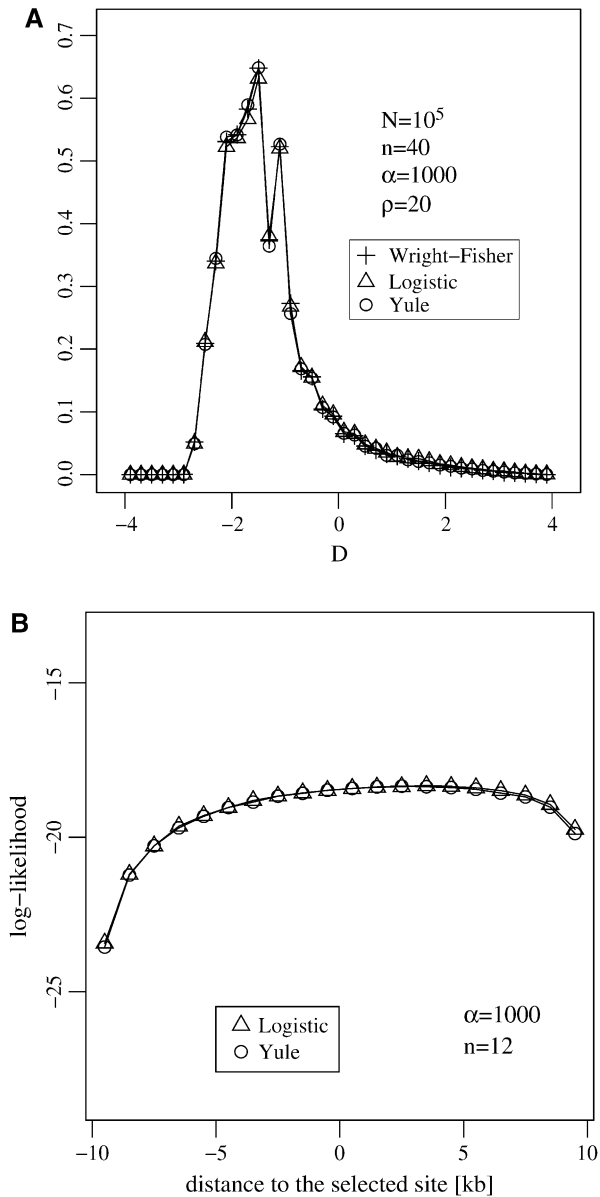 A
0.7
0.6
0.5
0.4
0.3
0.2
0.1
0.0
N=10⁵
n=40
α=1000
ρ=20
Wright−Fisher
Logistic
Yule
−4
−2
0
2
4
D
B
log−likelihood
−15
−20
−25
Logistic
Yule
α=1000
n=12
−10
−5
0
5
10
distance to the selected site [kb]